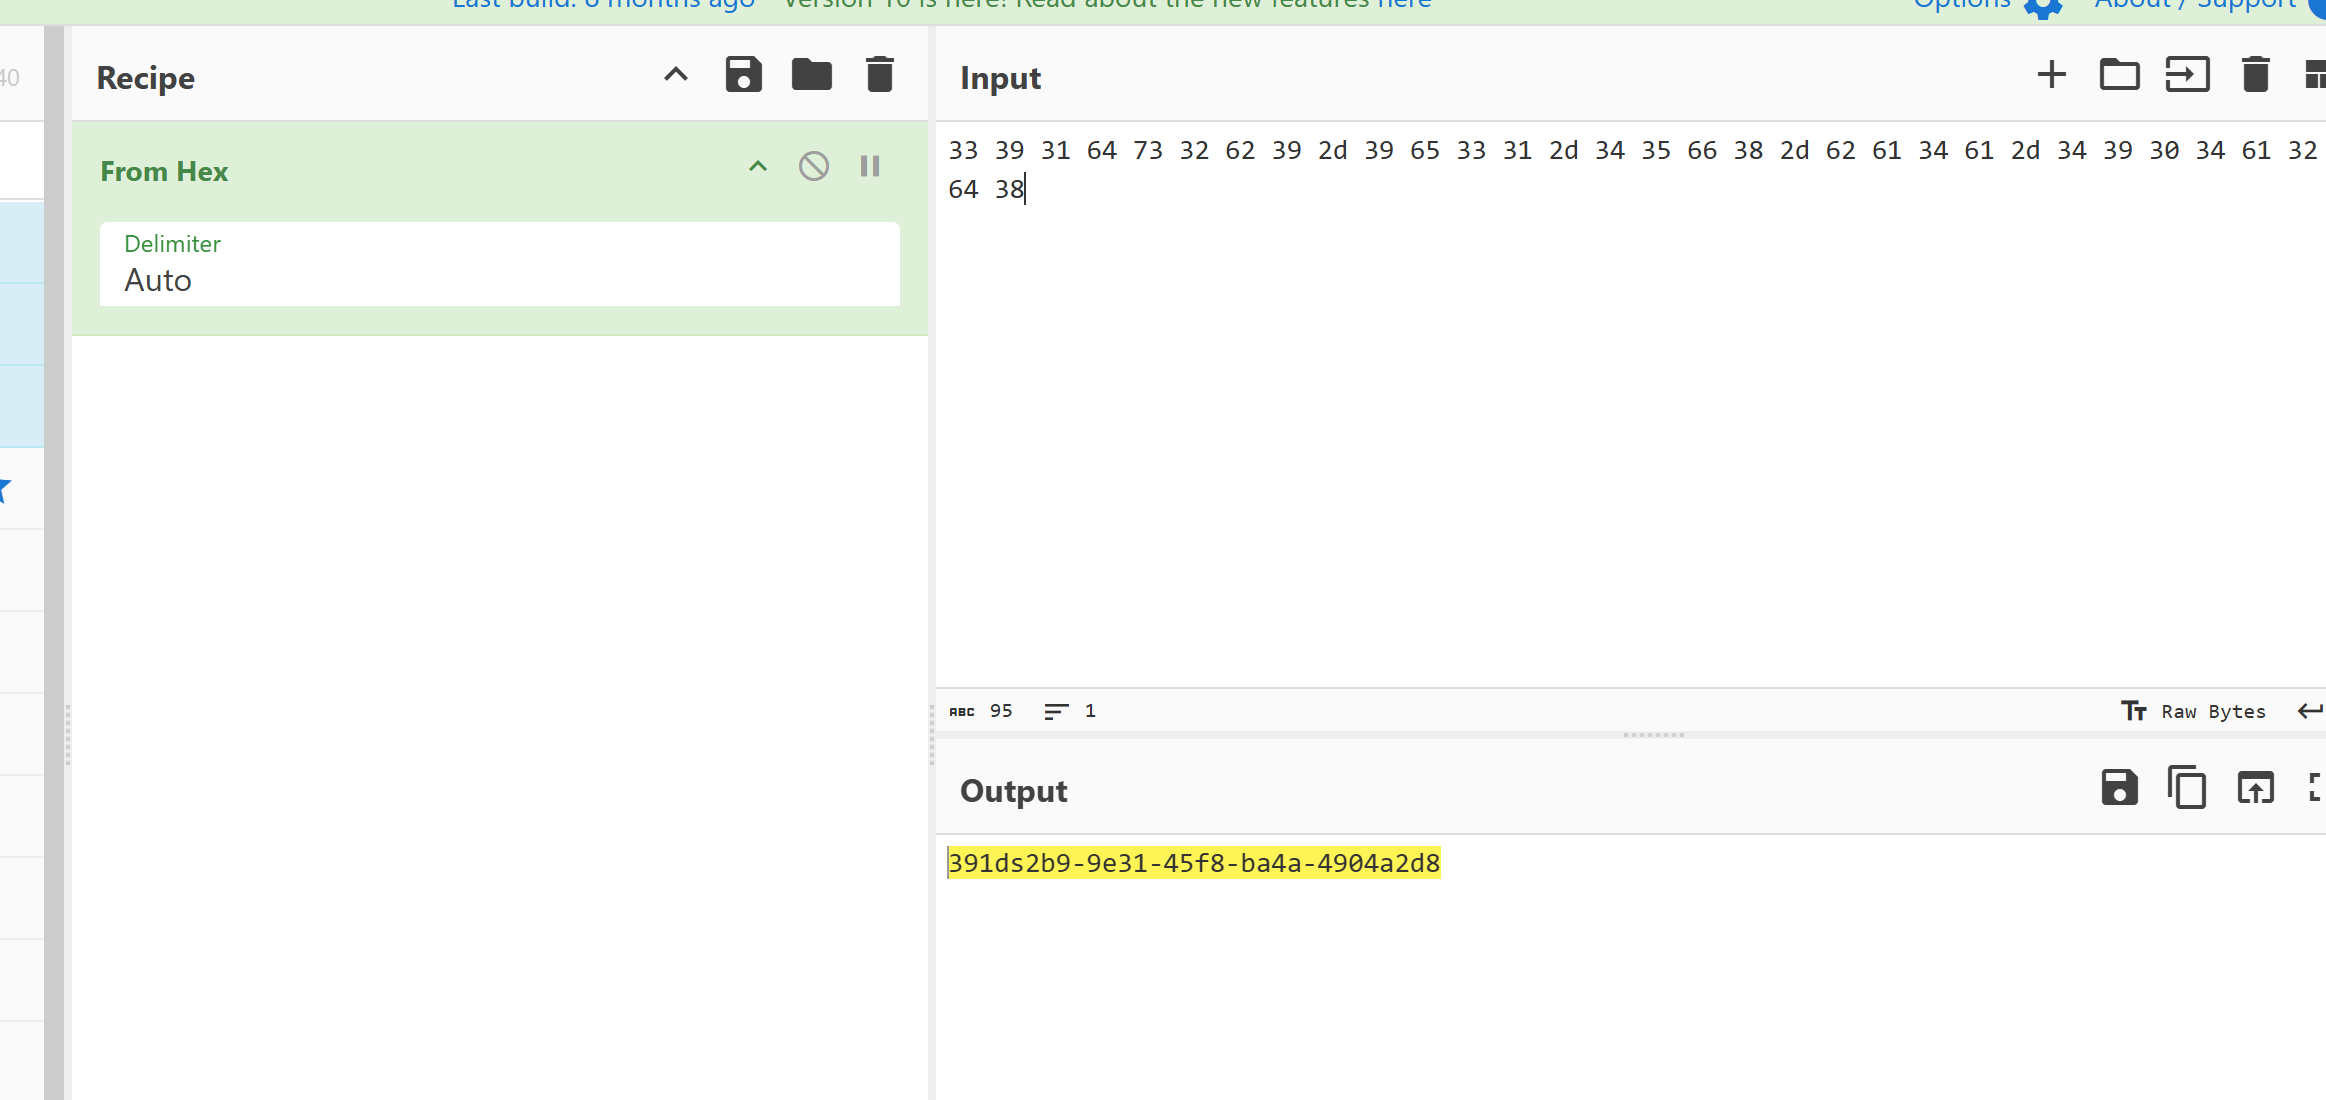 Last build: 8 months ago Version 10 is here! Read about the new features here Options About / Support
40
Recipe
From Hex
Delimiter
Auto
Input
33 39 31 64 73 32 62 39 2d 39 65 33 31 2d 34 35 66 38 2d 62 61 34 61 2d 34 39 30 34 61 32
64 38
ABC 95 1 Raw Bytes
Output
391ds2b9-9e31-45f8-ba4a-4904a2d8